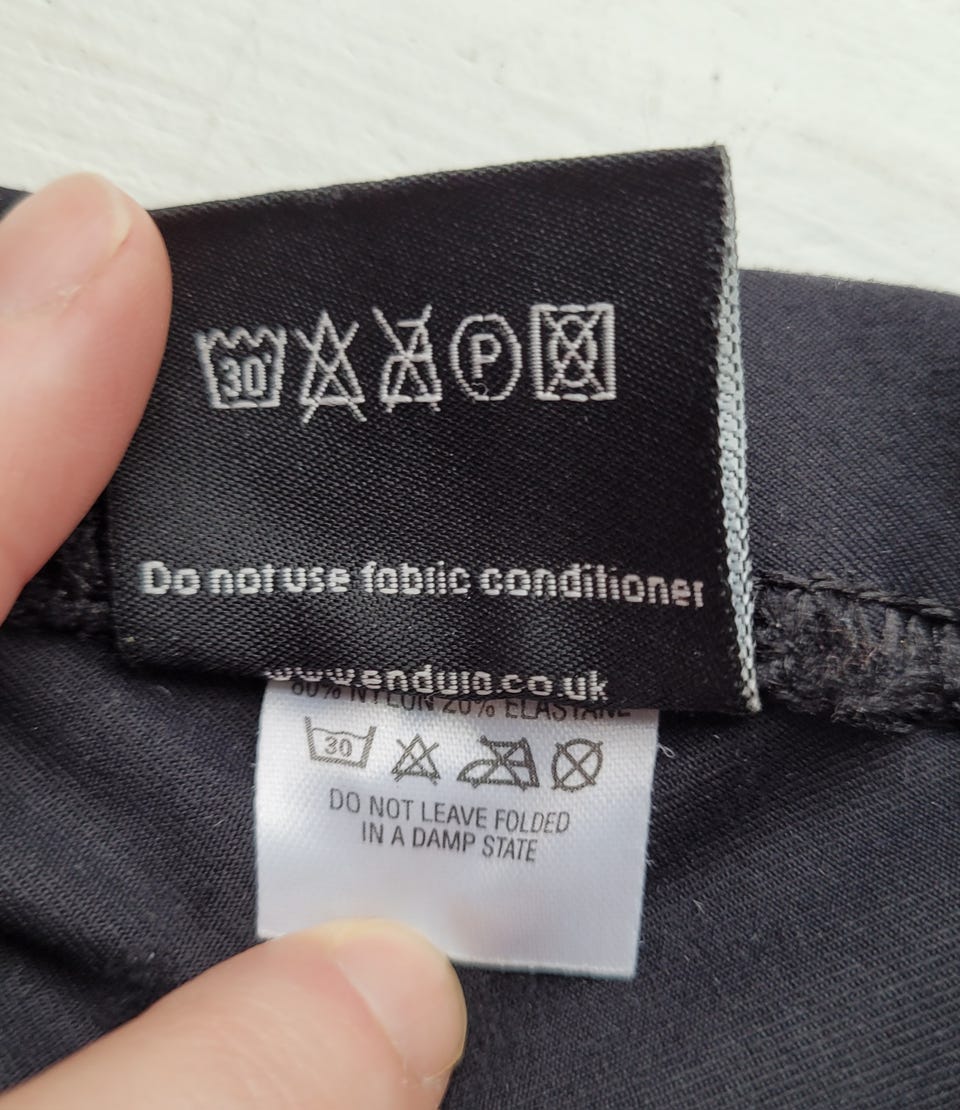 30 P
Do not use fabric conditioner
www.endura.co.uk
80% NYLON 20% ELASTANE
30
DO NOT LEAVE FOLDED
IN A DAMP STATE